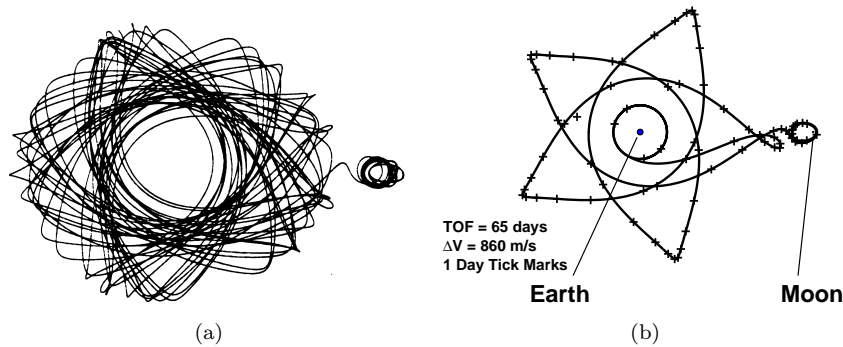 TOF = 65 days
ΔV = 860 m/s
1 Day Tick Marks
Earth
Moon
(a)
(b)